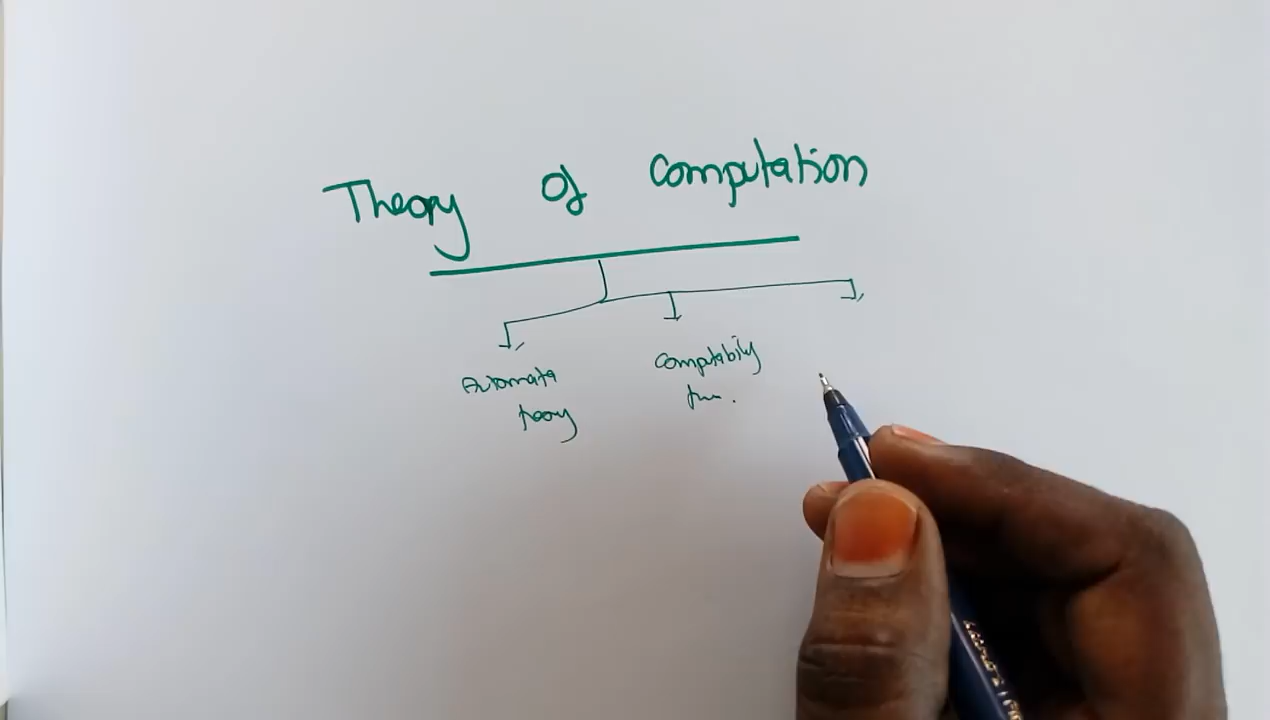 Theory Of Computation
Automata
theory
Computability